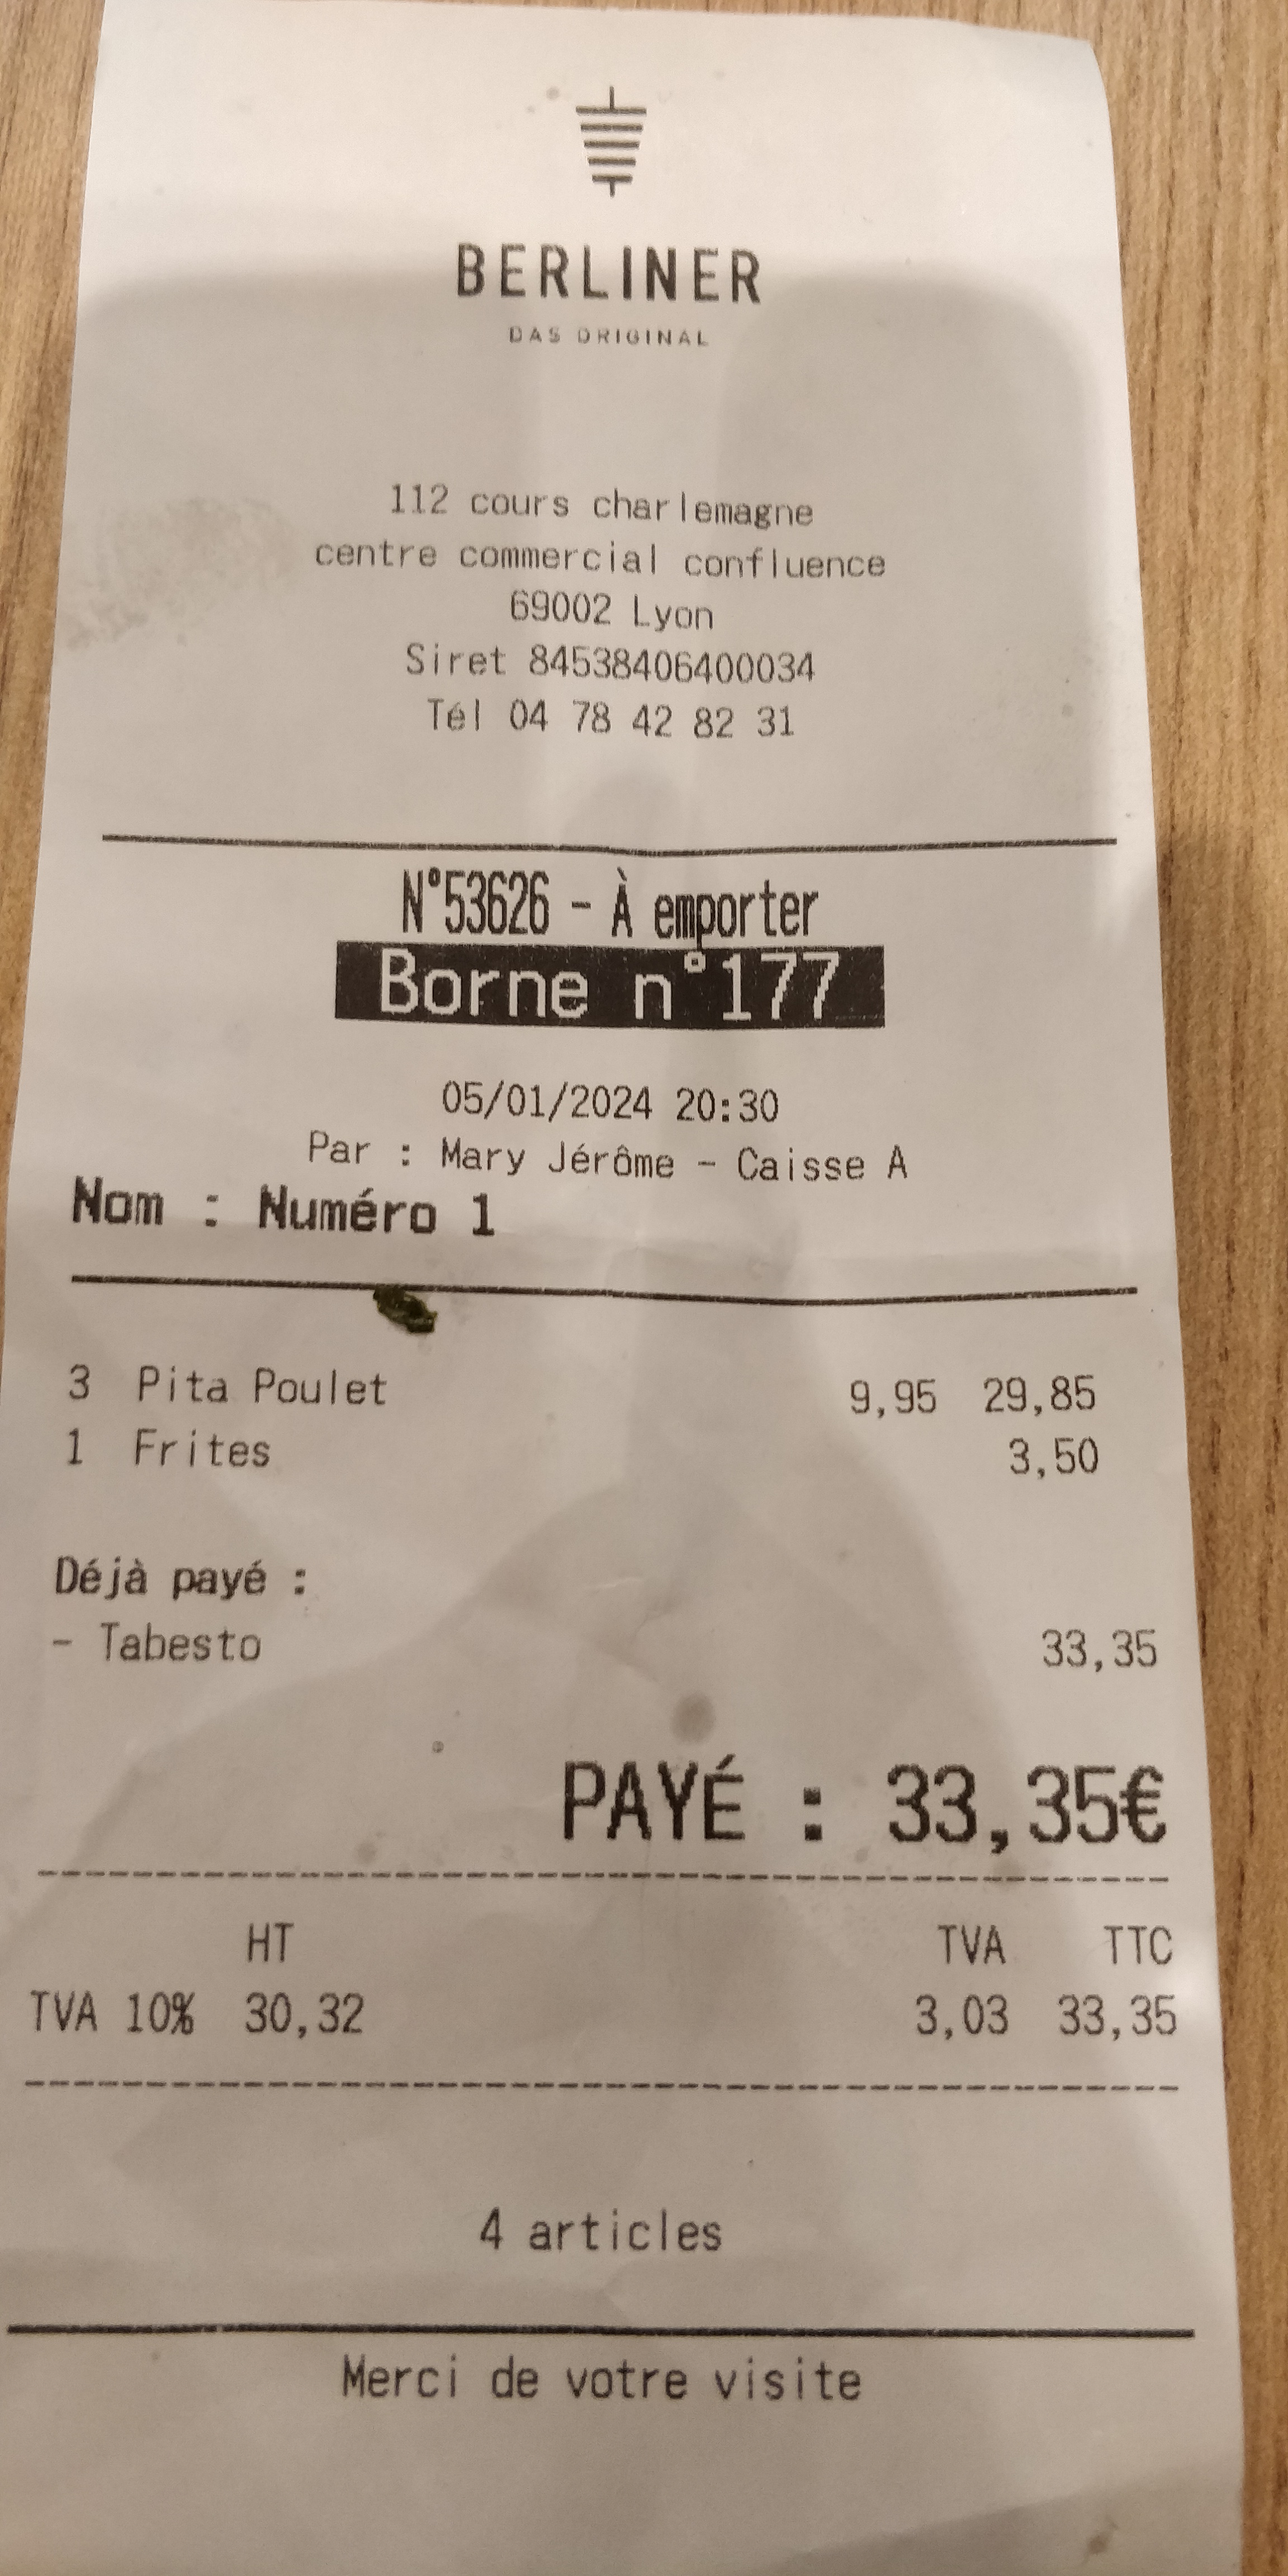 BERLINER
DAS ORIGINAL
112 cours charlemagne
centre commercial confluence
69002 Lyon
Siret 84538406400034
Tél 04 78 42 82 31
N°53626 - À emporter
Borne n°177
05/01/2024 20:30
Par : Mary Jérôme - Caisse A
Nom : Numéro 1
3 Pita Poulet 9,95 29,85
1 Frites 3,50
Déjà payé :
- Tabesto 33,35
PAYÉ : 33,35€
HT TVA TTC
TVA 10% 30,32 3,03 33,35
4 articles
Merci de votre visite